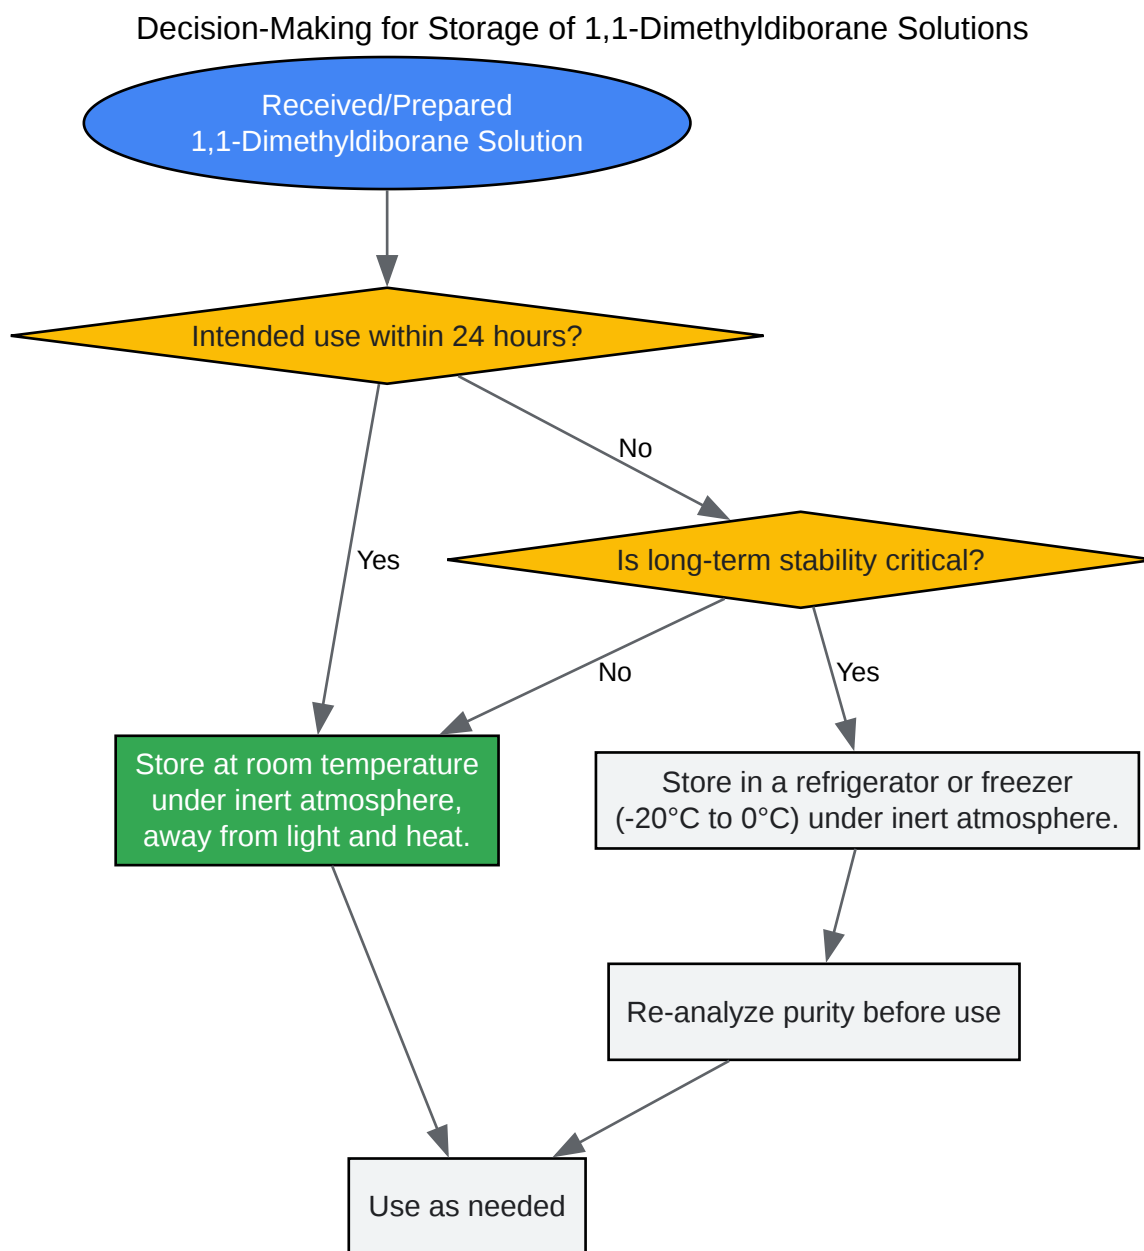 Decision-Making for Storage of 1,1-Dimethyldiborane Solutions
Received/Prepared
1,1-Dimethyldiborane Solution
Intended use within 24 hours?
No
Yes
Is long-term stability critical?
No
Yes
Store at room temperature
under inert atmosphere,
away from light and heat.
Store in a refrigerator or freezer
(-20°C to 0°C) under inert atmosphere.
Re-analyze purity before use
Use as needed